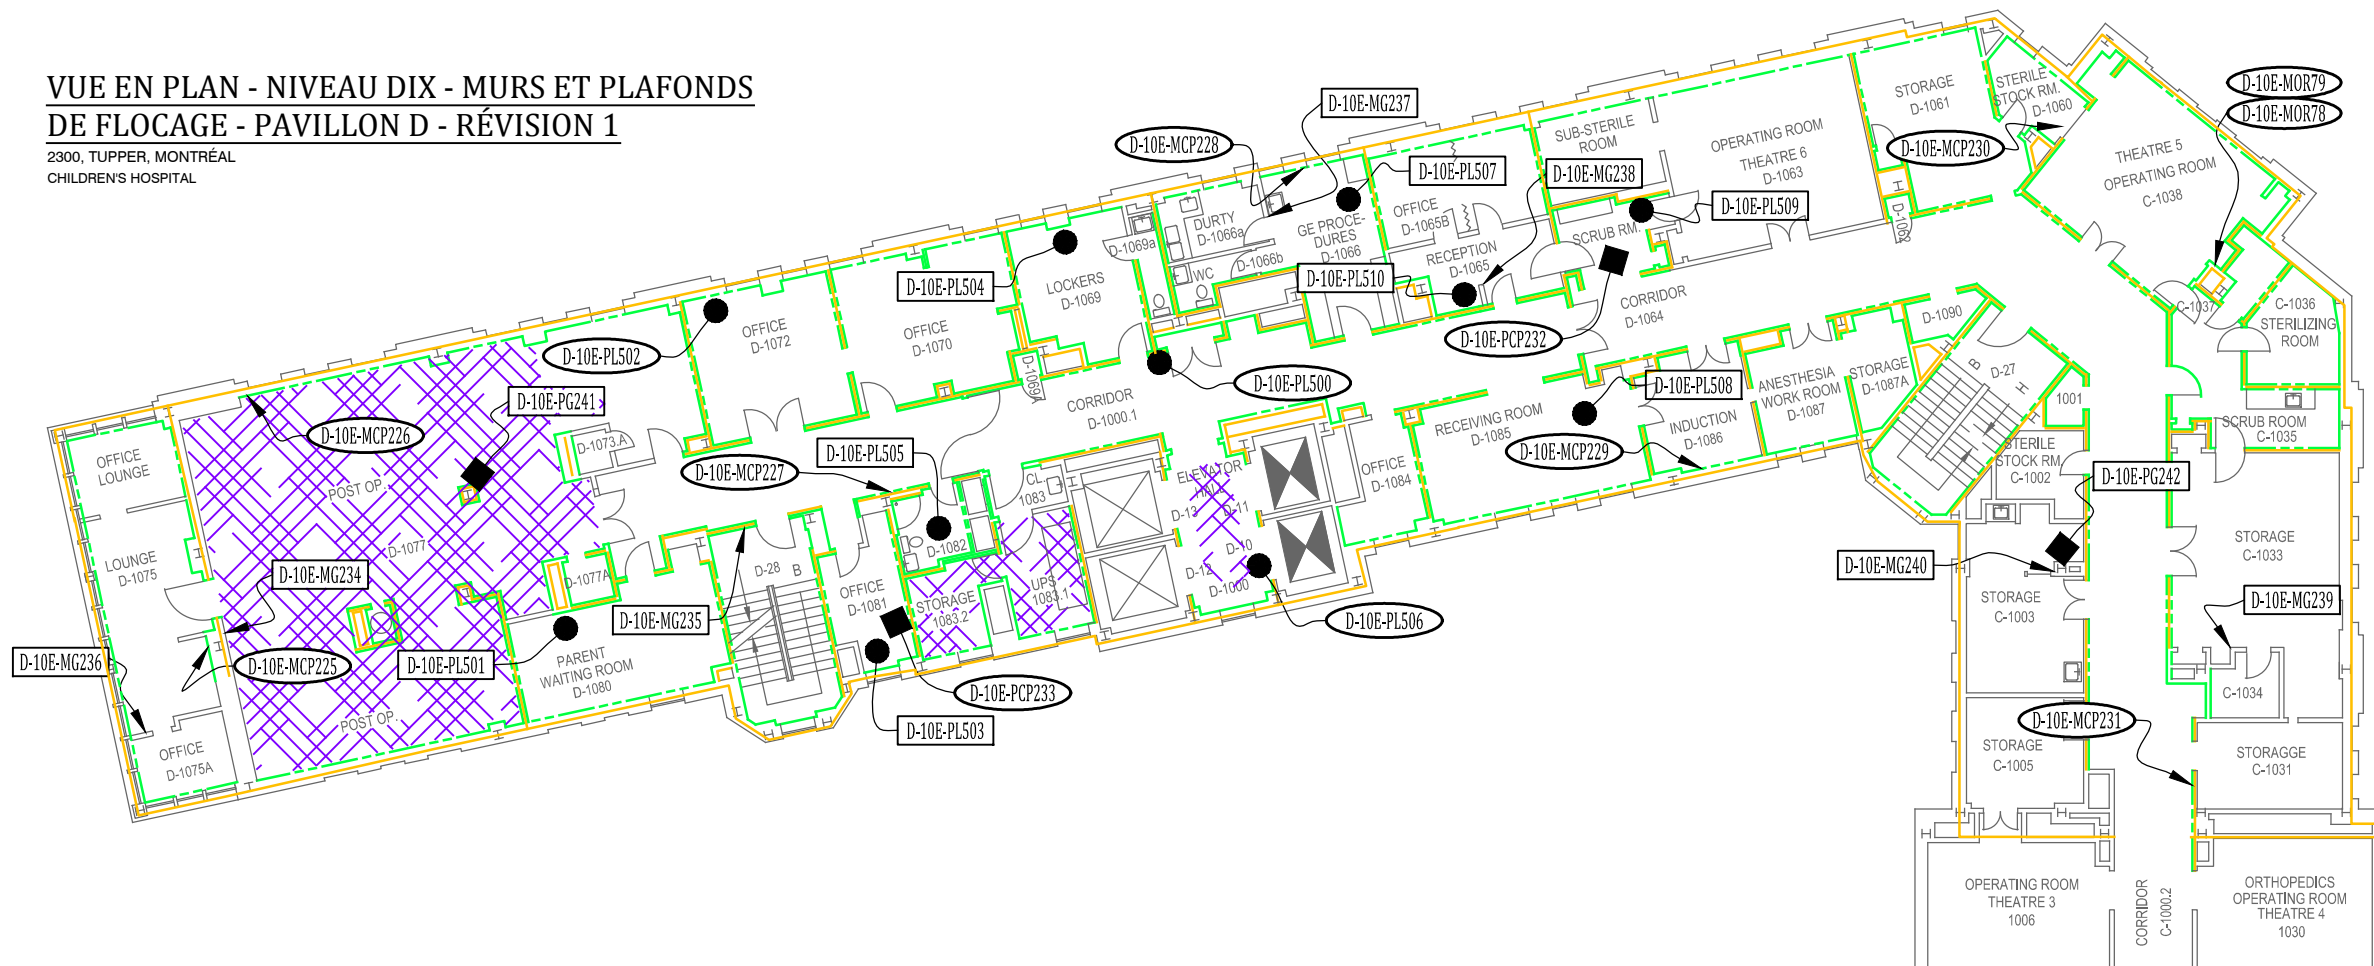 VUE EN PLAN - NIVEAU DIX - MURS ET PLAFONDS
DE FLOCAGE - PAVILLON D - RÉVISION 1
2300, TUPPER, MONTRÉAL
CHILDREN'S HOSPITAL
D-10E-MG237
D-10E-MCP228
D-10E-PL507
D-10E-MG238
D-10E-PL509
D-10E-MCP230
D-10E-MOR79
D-10E-MOR78
D-10E-PL504
D-10E-PL510
D-10E-PCP232
D-10E-PL502
D-10E-PL500
D-10E-PL508
D-10E-PG241
D-10E-MCP226
D-10E-MCP227
D-10E-PL505
D-10E-MCP229
D-10E-PG242
D-10E-MG234
D-10E-MG240
D-10E-MG239
D-10E-MG235
D-10E-PL506
D-10E-MG236
D-10E-MCP225
D-10E-PL501
D-10E-PCP233
D-10E-PL503
D-10E-MCP231
OFFICE
LOUNGE
LOUNGE
D-1075
OFFICE
D-1075A
POST OP.
D-1077
POST OP.
D-1073.A
D-1077A
PARENT
WAITING ROOM
D-1080
OFFICE
D-1072
OFFICE
D-1070
LOCKERS
D-1069
D-1069a
D-1069A
CORRIDOR
D-1000.1
D-28
B
OFFICE
D-1081
D-1082
CL.
1083
STORAGE
1083.2
UPS
1083.1
ELEVATOR
HALL
D-13
D-11
D-10
D-12
D-1000
OFFICE
D-1084
DURTY
D-1066a
D-1066b
WC
GE PROCE-
DURES
D-1066
OFFICE
D-1065B
RECEPTION
D-1065
SUB-STERILE
ROOM
SCRUB RM.
OPERATING ROOM
THEATRE 6
D-1063
D-1062
STORAGE
D-1061
STERILE
STOCK RM.
D-1060
THEATRE 5
OPERATING ROOM
C-1038
CORRIDOR
D-1064
RECEIVING ROOM
D-1085
INDUCTION
D-1086
ANESTHESIA
WORK ROOM
D-1087
STORAGE
D-1087A
D-1090
B
D-27
H
C-1037
C-1036
STERILIZING
ROOM
SCRUB ROOM
C-1035
1001
STERILE
STOCK RM.
C-1002
STORAGE
C-1003
STORAGE
C-1005
STORAGE
C-1033
C-1034
STORAGGE
C-1031
OPERATING ROOM
THEATRE 3
1006
CORRIDOR
C-1000.2
ORTHOPEDICS
OPERATING ROOM
THEATRE 4
1030